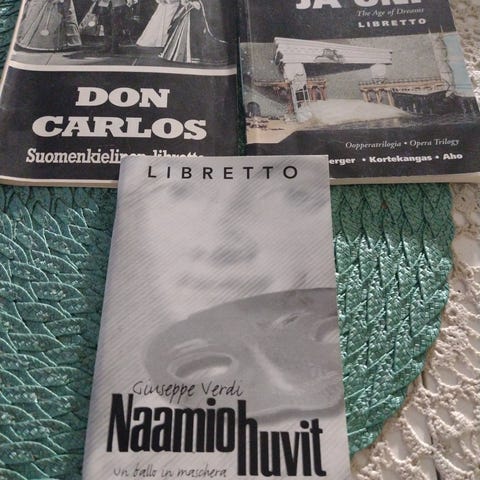 DON
CARLOS
Suomenkielinen libretto
The Age of Dreams
LIBRETTO
Oopperatrilogia • Opera Trilogy
erger • Kortekangas • Aho
LIBRETTO
Giuseppe Verdi
Naamiohuvit
Un ballo in maschera